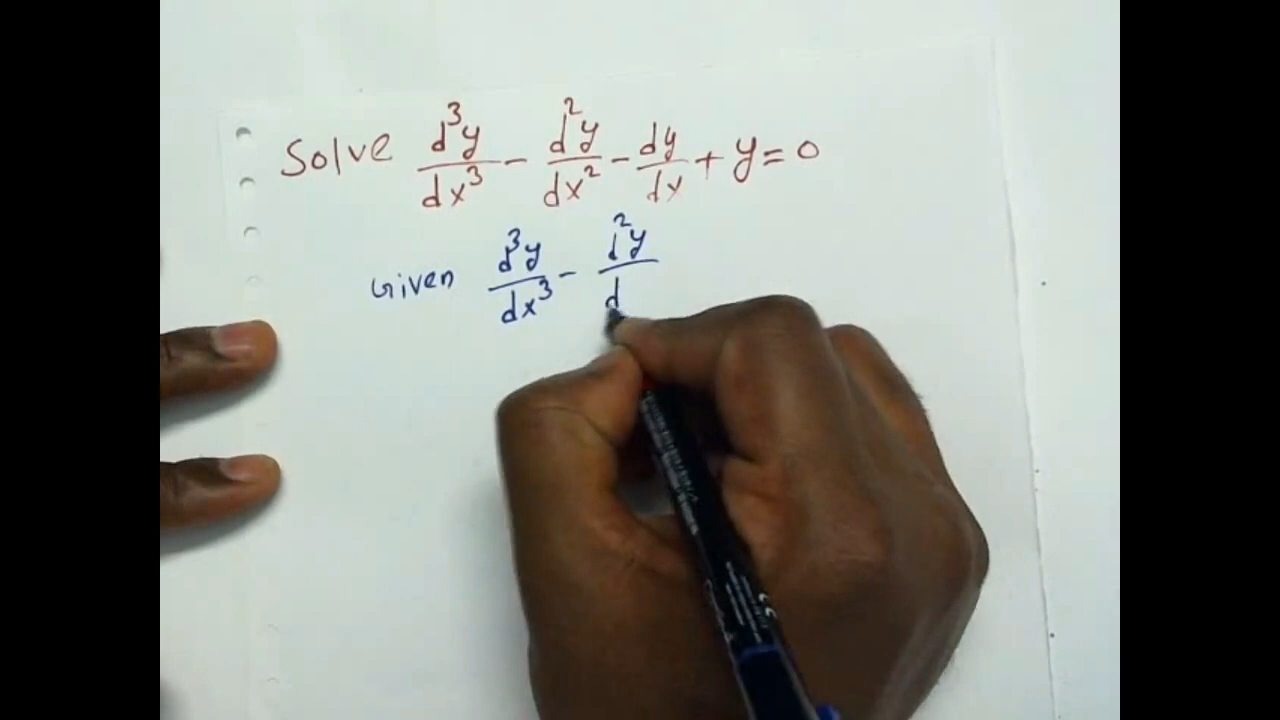 Solve d³y/dx³ - d²y/dx² - dy/dx + y = 0
Given d³y/dx³ - d²y/d